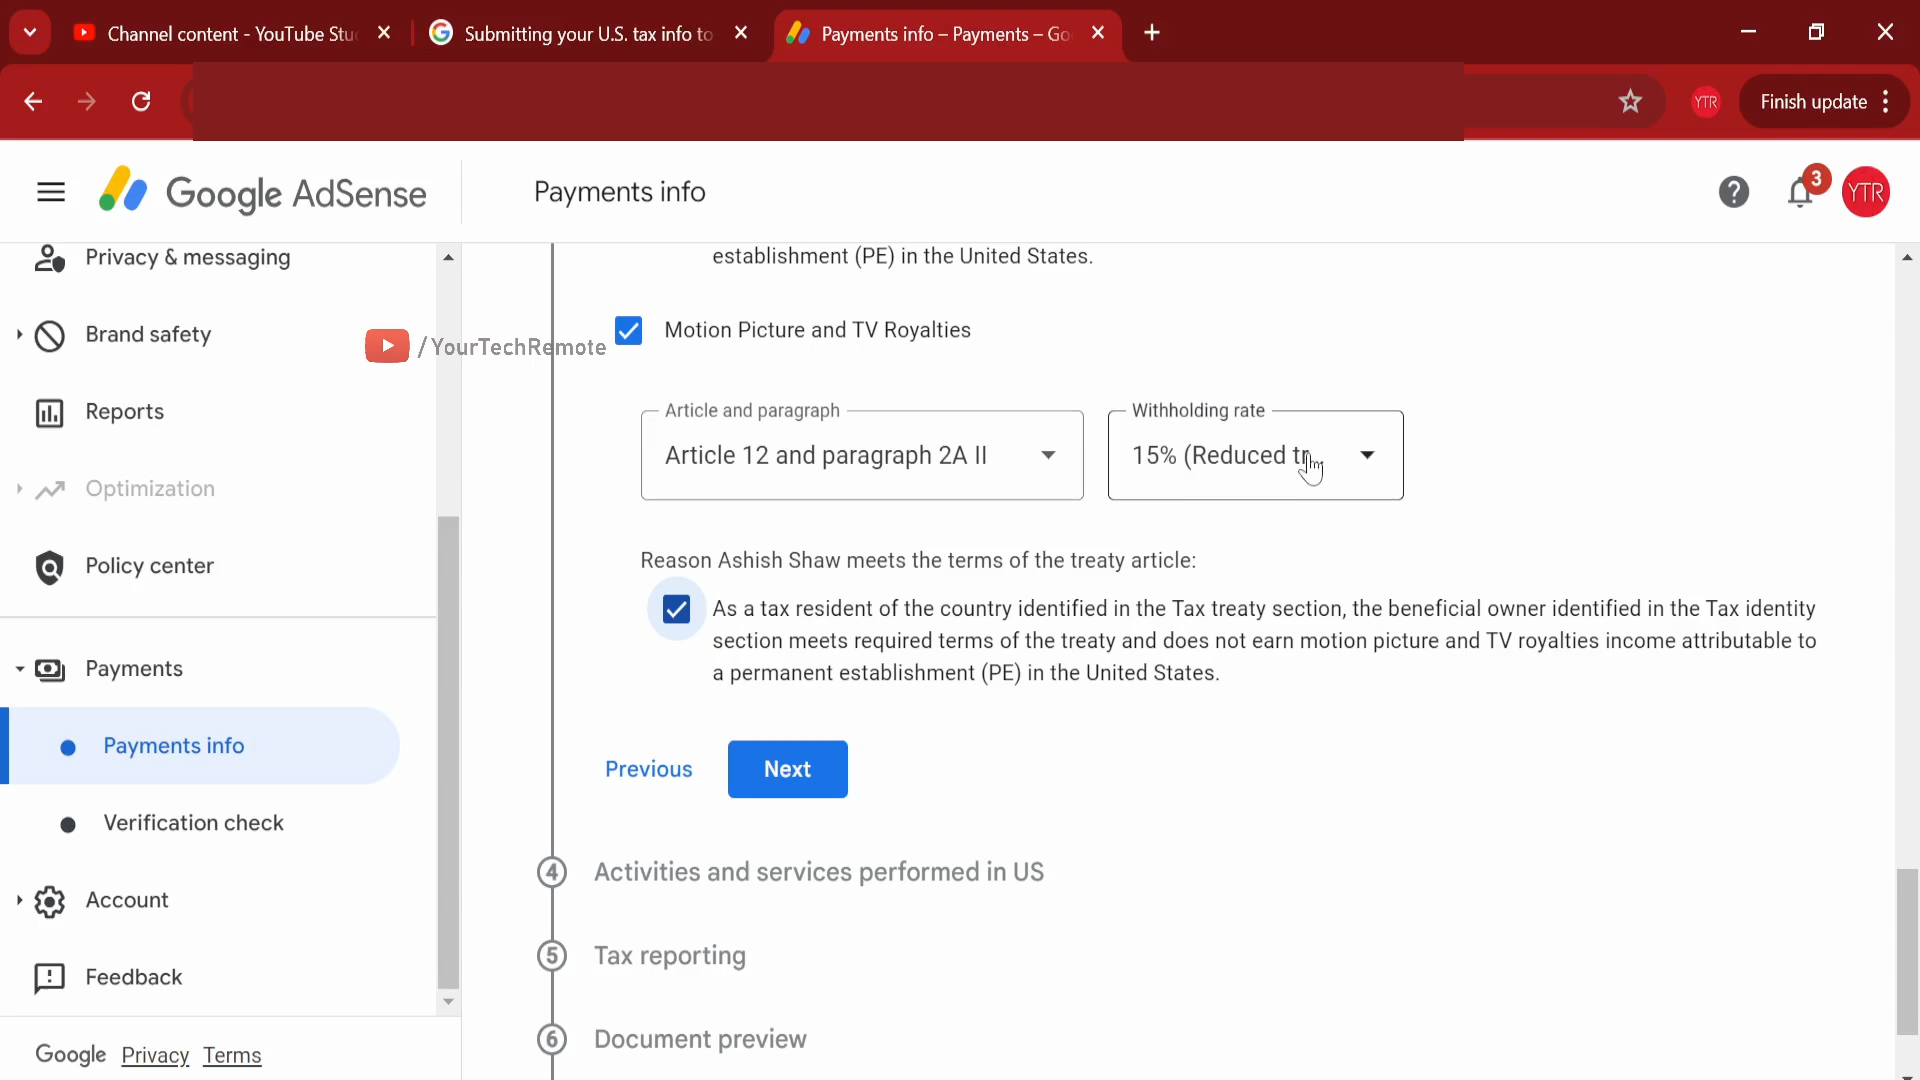 Channel content - YouTube Stu
Submitting your U.S. tax info to
Payments info – Payments – Go
YTR
Finish update
Google AdSense
Payments info
3
YTR
Privacy & messaging
Brand safety
Reports
Optimization
Policy center
Payments
Payments info
Verification check
Account
Feedback
Google Privacy Terms
/YourTechRemote
establishment (PE) in the United States.
Motion Picture and TV Royalties
Article and paragraph
Article 12 and paragraph 2A II
Withholding rate
15% (Reduced tr
Reason Ashish Shaw meets the terms of the treaty article:
As a tax resident of the country identified in the Tax treaty section, the beneficial owner identified in the Tax identity
section meets required terms of the treaty and does not earn motion picture and TV royalties income attributable to
a permanent establishment (PE) in the United States.
Previous
Next
4 Activities and services performed in US
5 Tax reporting
6 Document preview